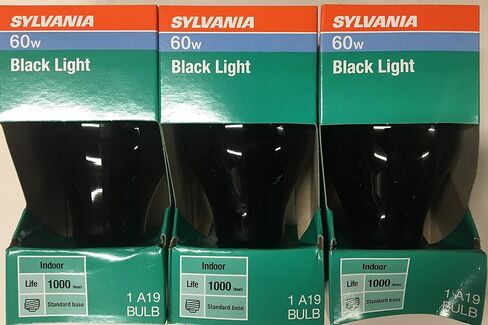 SYLVANIA
60w
Black Light
Indoor
Life 1000 Hours
Standard base
1 A19
BULB
SYLVANIA
60w
Black Light
Indoor
Life 1000 Hours
Standard base
1 A19
BULB
SYLVANIA
60w
Black Light
Indoor
Life 1000 Hours
Standard base
1 A19
BULB